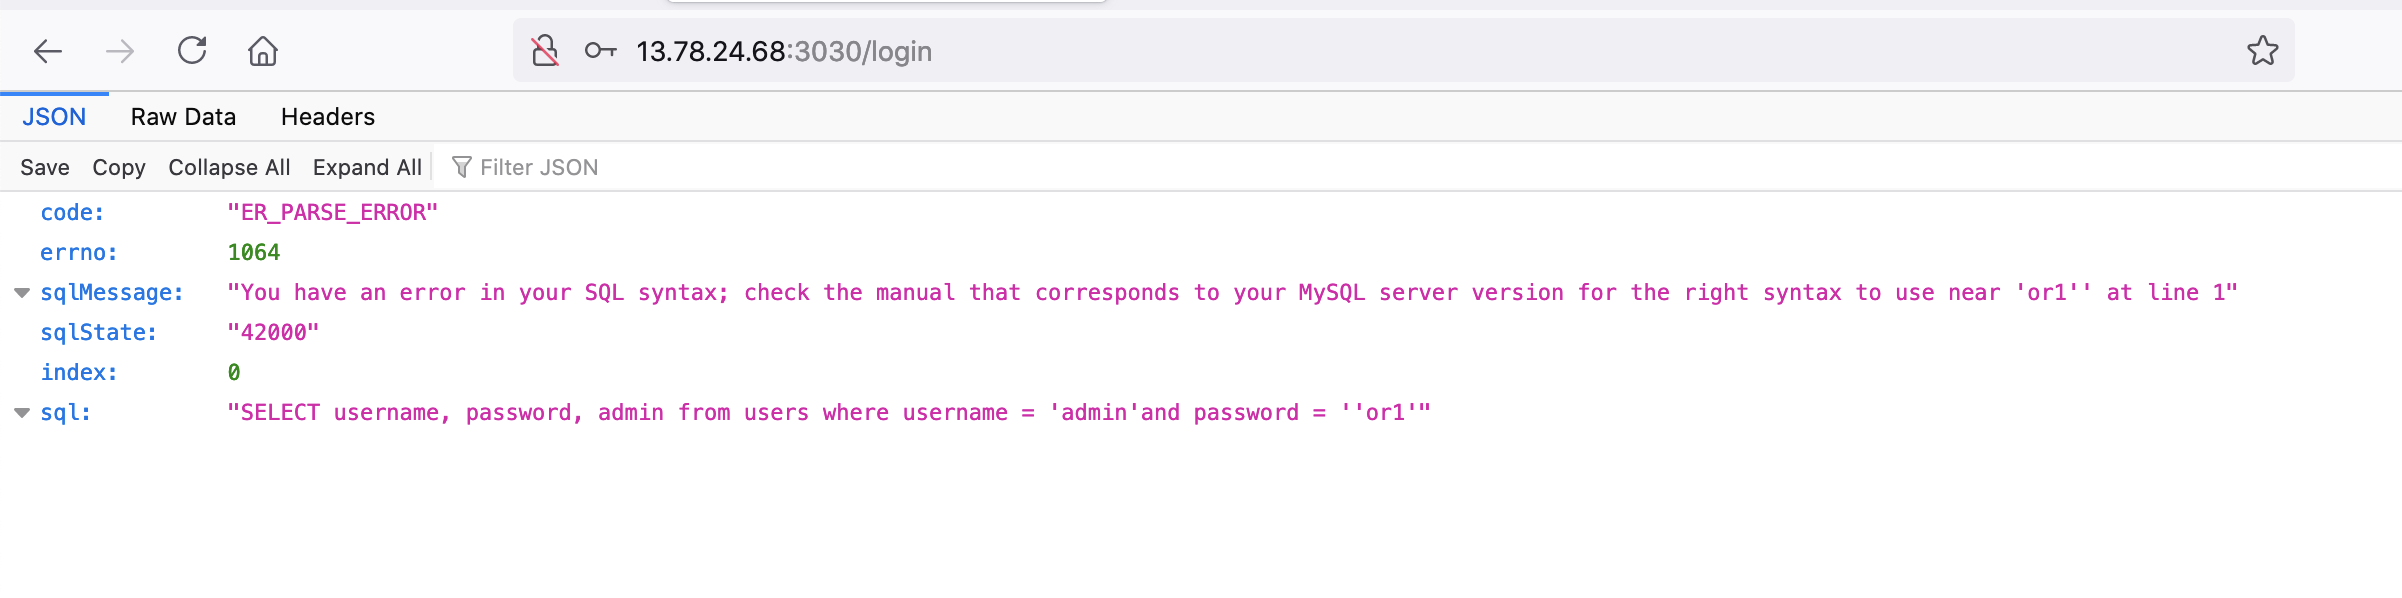 13.78.24.68:3030/login
JSON Raw Data Headers
Save Copy Collapse All Expand All Filter JSON
code: "ER_PARSE_ERROR"
errno: 1064
sqlMessage: "You have an error in your SQL syntax; check the manual that corresponds to your MySQL server version for the right syntax to use near 'or1'' at line 1"
sqlState: "42000"
index: 0
sql: "SELECT username, password, admin from users where username = 'admin'and password = ''or1'"